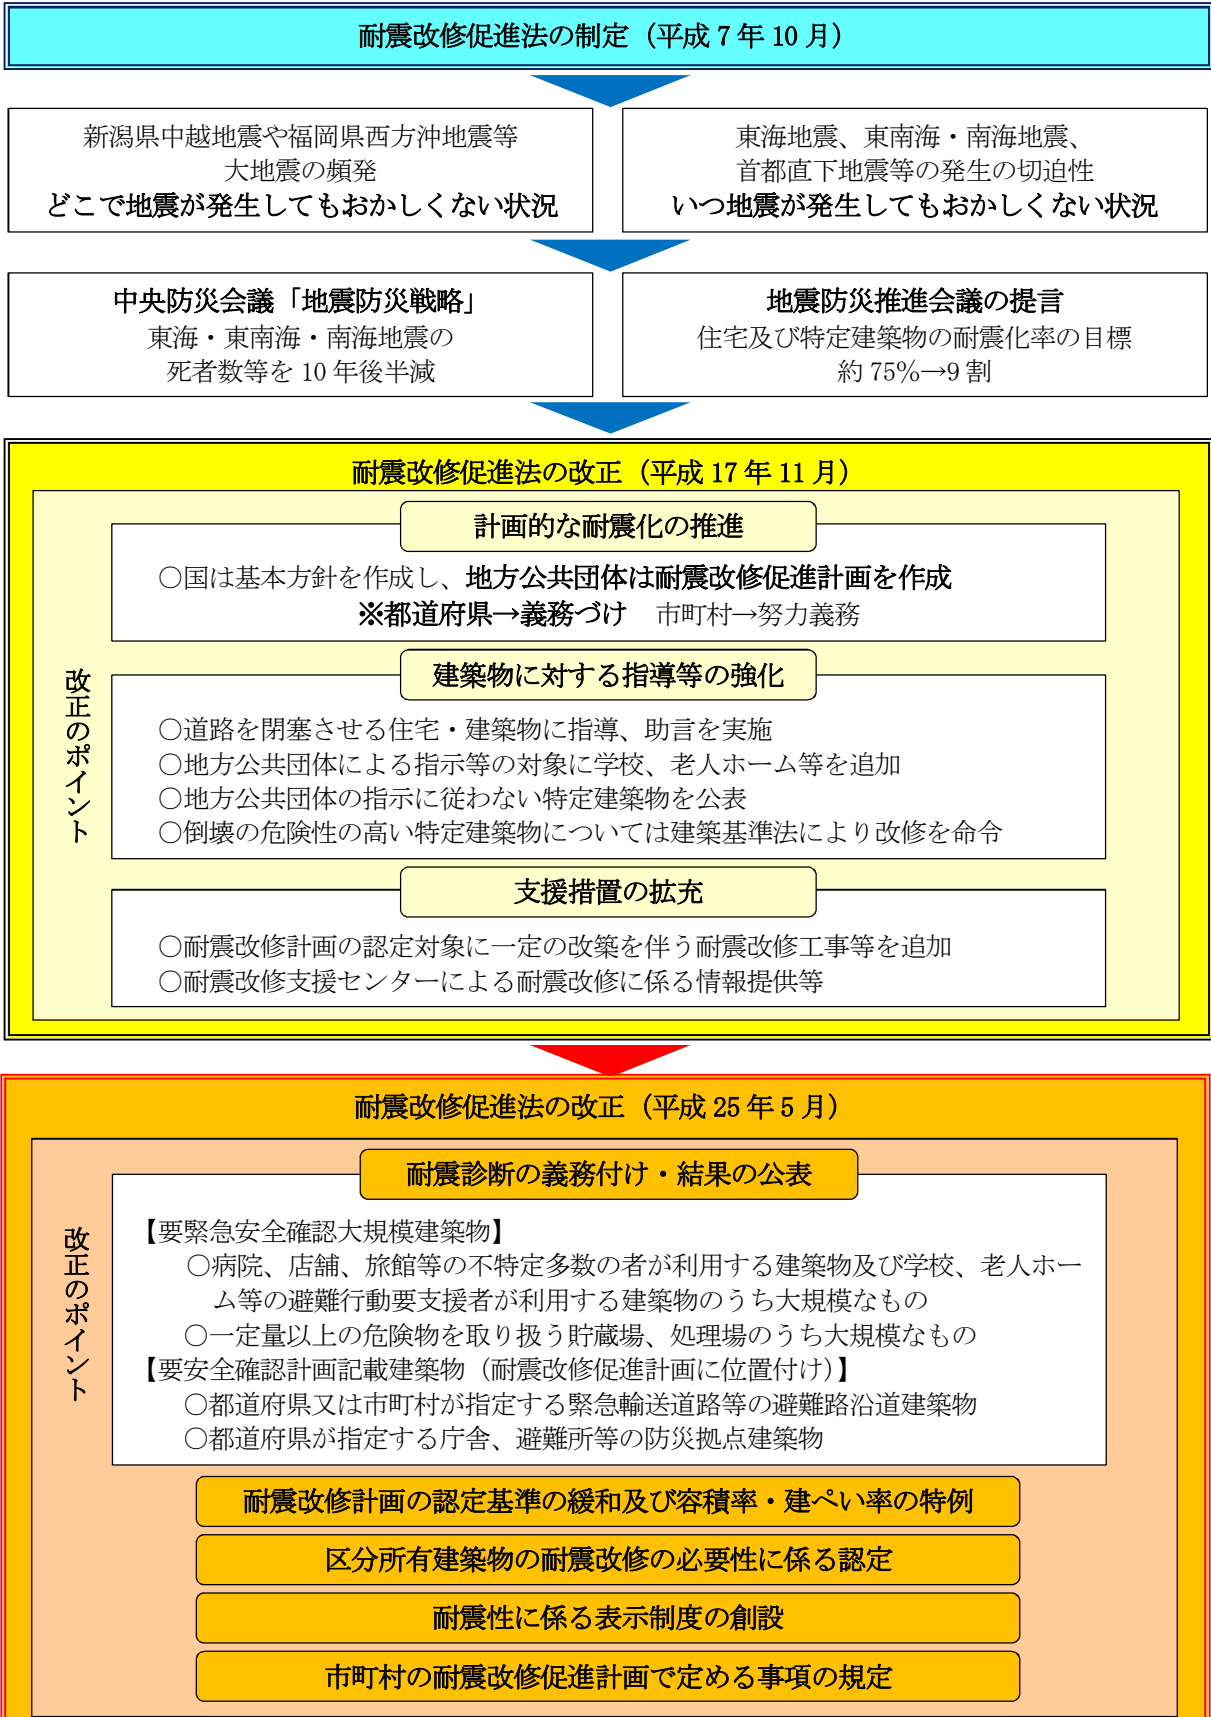 耐震改修促進法の制定（平成７年 10 月）
新潟県中越地震や福岡県西方沖地震等
大地震の頻発
どこで地震が発生してもおかしくない状況
東海地震、東南海・南海地震、
首都直下地震等の発生の切迫性
いつ地震が発生してもおかしくない状況
中央防災会議「地震防災戦略」
東海・東南海・南海地震の
死者数等を 10 年後半減
地震防災推進会議の提言
住宅及び特定建築物の耐震化率の目標
約 75％→９割
耐震改修促進法の改正（平成 17 年 11 月）
改正のポイント
計画的な耐震化の推進
○国は基本方針を作成し、地方公共団体は耐震改修促進計画を作成
※都道府県→義務づけ　市町村→努力義務
建築物に対する指導等の強化
○道路を閉塞させる住宅・建築物に指導、助言を実施
○地方公共団体による指示等の対象に学校、老人ホーム等を追加
○地方公共団体の指示に従わない特定建築物を公表
○倒壊の危険性の高い特定建築物については建築基準法により改修を命令
支援措置の拡充
○耐震改修計画の認定対象に一定の改築を伴う耐震改修工事等を追加
○耐震改修支援センターによる耐震改修に係る情報提供等
耐震改修促進法の改正（平成 25 年５月）
改正のポイント
耐震診断の義務付け・結果の公表
【要緊急安全確認大規模建築物】
○病院、店舗、旅館等の不特定多数の者が利用する建築物及び学校、老人ホー
ム等の避難行動要支援者が利用する建築物のうち大規模なもの
○一定量以上の危険物を取り扱う貯蔵場、処理場のうち大規模なもの
【要安全確認計画記載建築物（耐震改修促進計画に位置付け）】
○都道府県又は市町村が指定する緊急輸送道路等の避難路沿道建築物
○都道府県が指定する庁舎、避難所等の防災拠点建築物
耐震改修計画の認定基準の緩和及び容積率・建ぺい率の特例
区分所有建築物の耐震改修の必要性に係る認定
耐震性に係る表示制度の創設
市町村の耐震改修促進計画で定める事項の規定